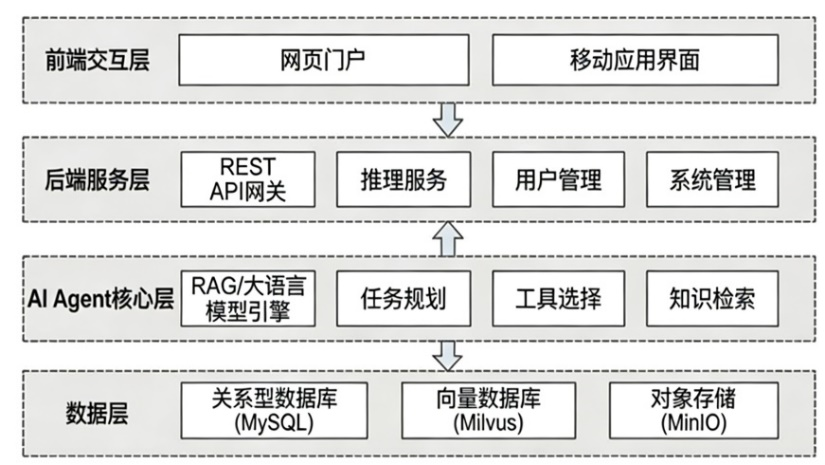 前端交互层
网页门户
移动应用界面
后端服务层
REST
API网关
推理服务
用户管理
系统管理
AI Agent核心层
RAG/大语言
模型引擎
任务规划
工具选择
知识检索
数据层
关系型数据库
(MySQL)
向量数据库
(Milvus)
对象存储
(MinIO)